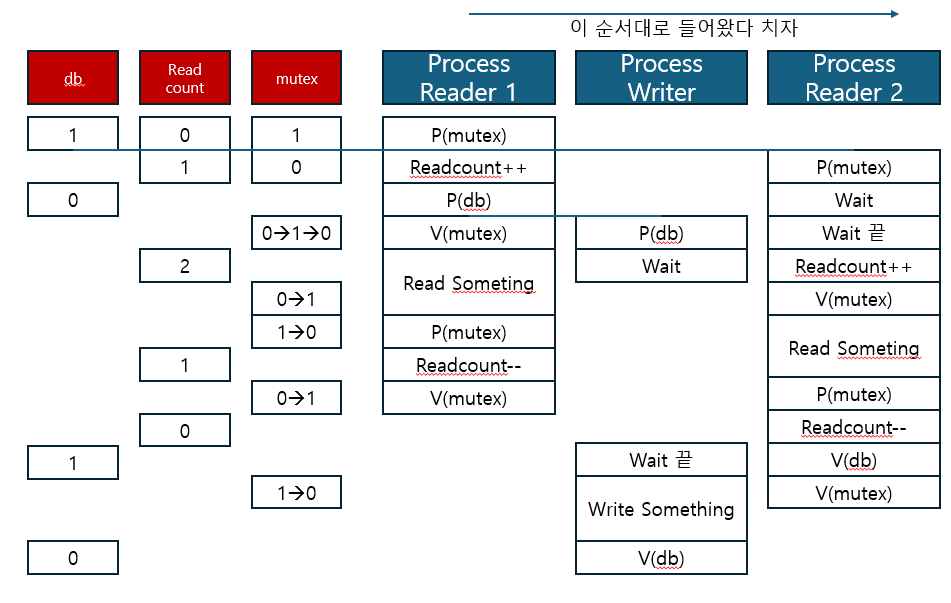 이 순서대로 들어왔다 치자
db
Read
count
mutex
Process
Reader 1
Process
Writer
Process
Reader 2
1
0
1
P(mutex)
1
0
Readcount++
P(mutex)
0
P(db)
Wait
0→1→0
V(mutex)
P(db)
Wait 끝
2
Read Someting
Wait
Readcount++
0→1
V(mutex)
1→0
P(mutex)
Read Someting
1
Readcount--
0→1
V(mutex)
P(mutex)
0
Readcount--
1
Wait 끝
V(db)
1→0
Write Something
V(mutex)
0
V(db)